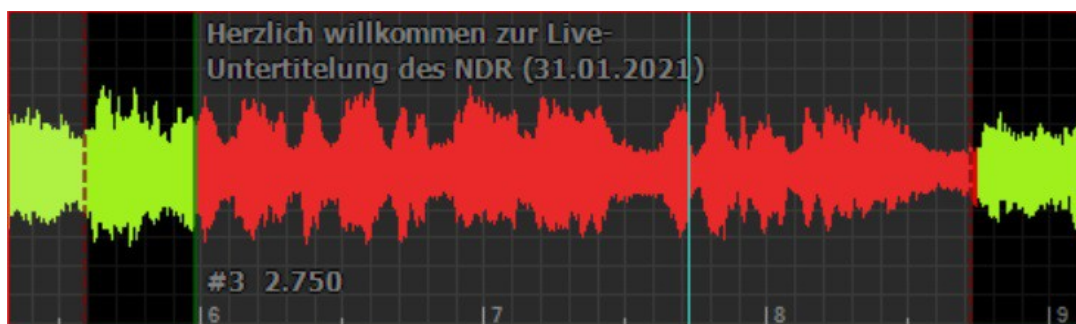 Herzlich willkommen zur Live-
Untertitelung des NDR (31.01.2021)
#3 2.750
6 7 8 9